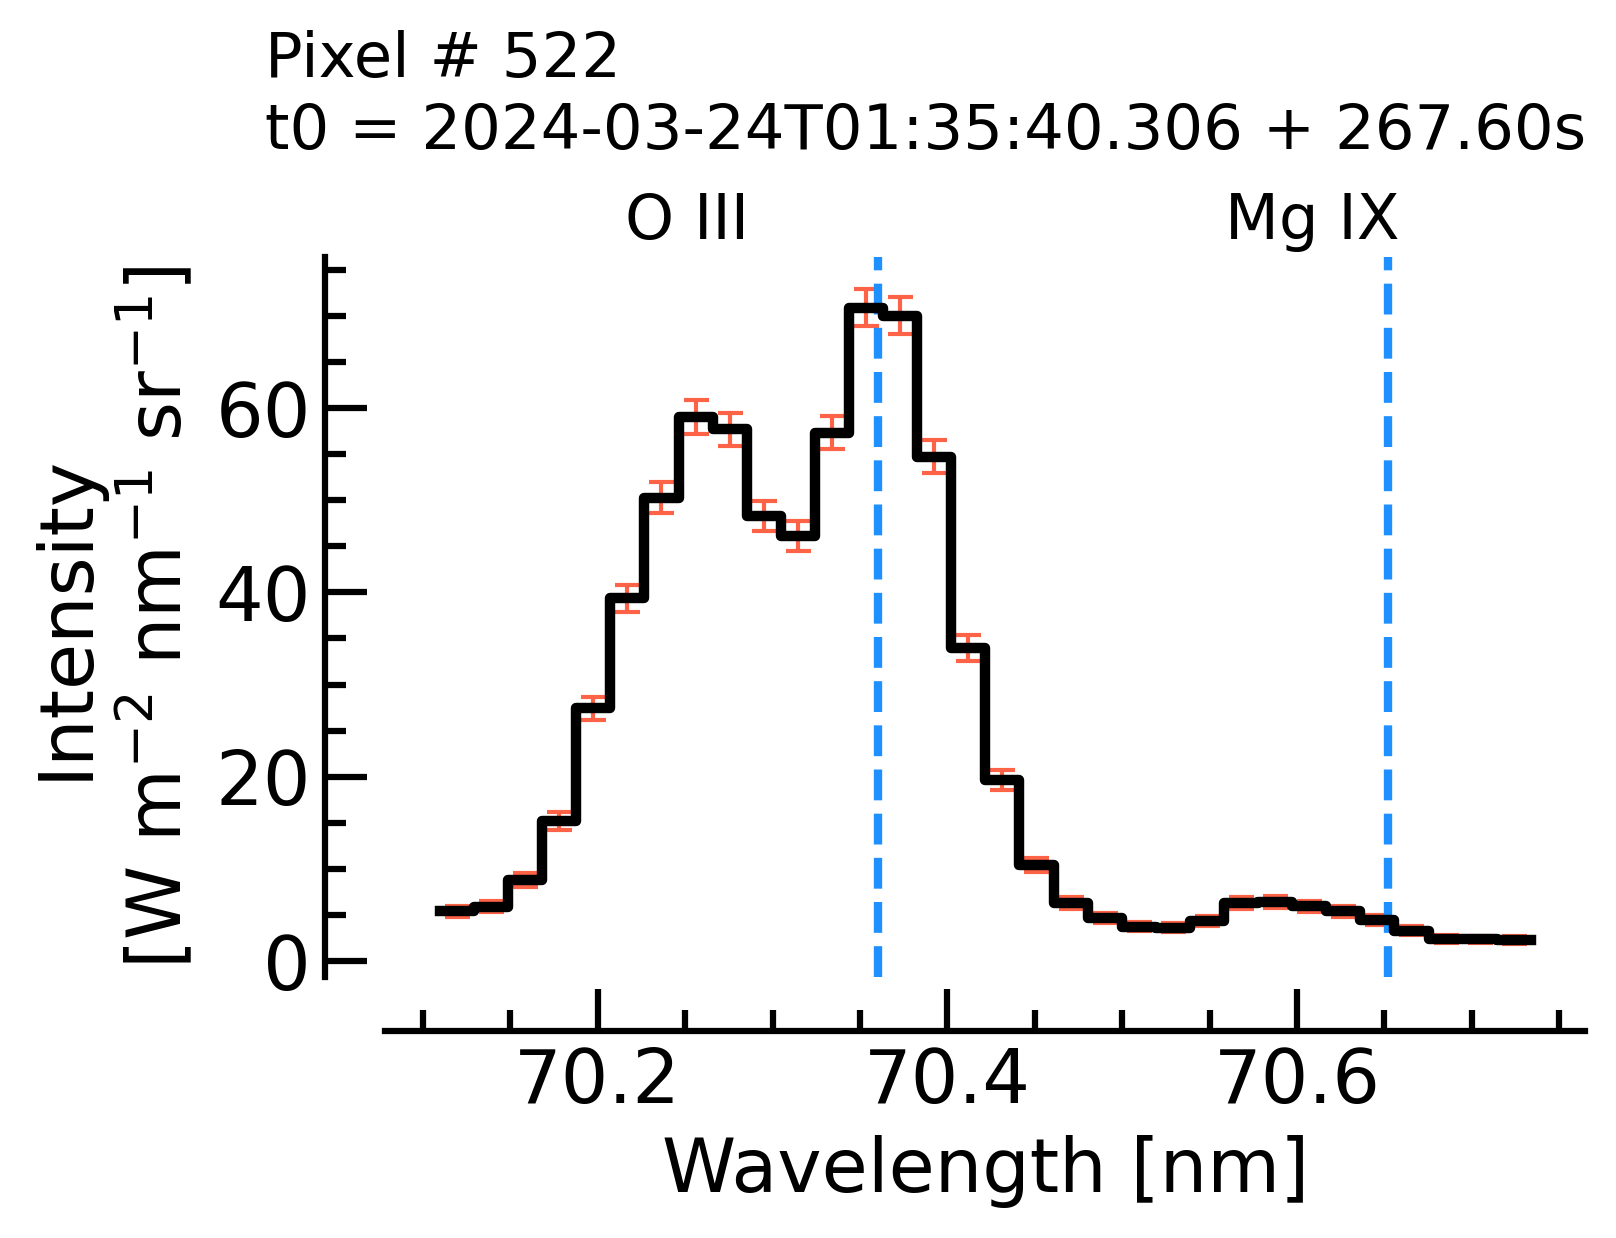 Pixel # 522
t0 = 2024-03-24T01:35:40.306 + 267.60s
O III
Mg IX
Intensity
[W m⁻² nm⁻¹ sr⁻¹]
60
40
20
0
70.2 70.4 70.6
Wavelength [nm]